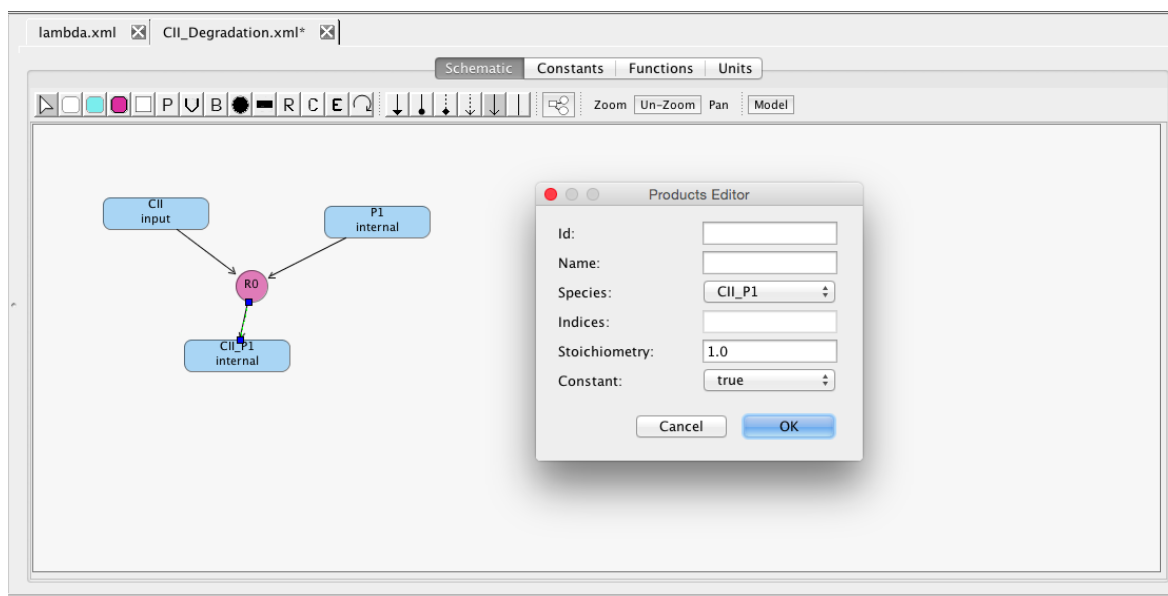 lambda.xml CII_Degradation.xml*
Schematic Constants Functions Units
P V B R C E Zoom Un-Zoom Pan Model
CII
input
P1
internal
R0
CII_P1
internal
Products Editor
Id:
Name:
Species: CII_P1
Indices:
Stoichiometry: 1.0
Constant: true
Cancel OK